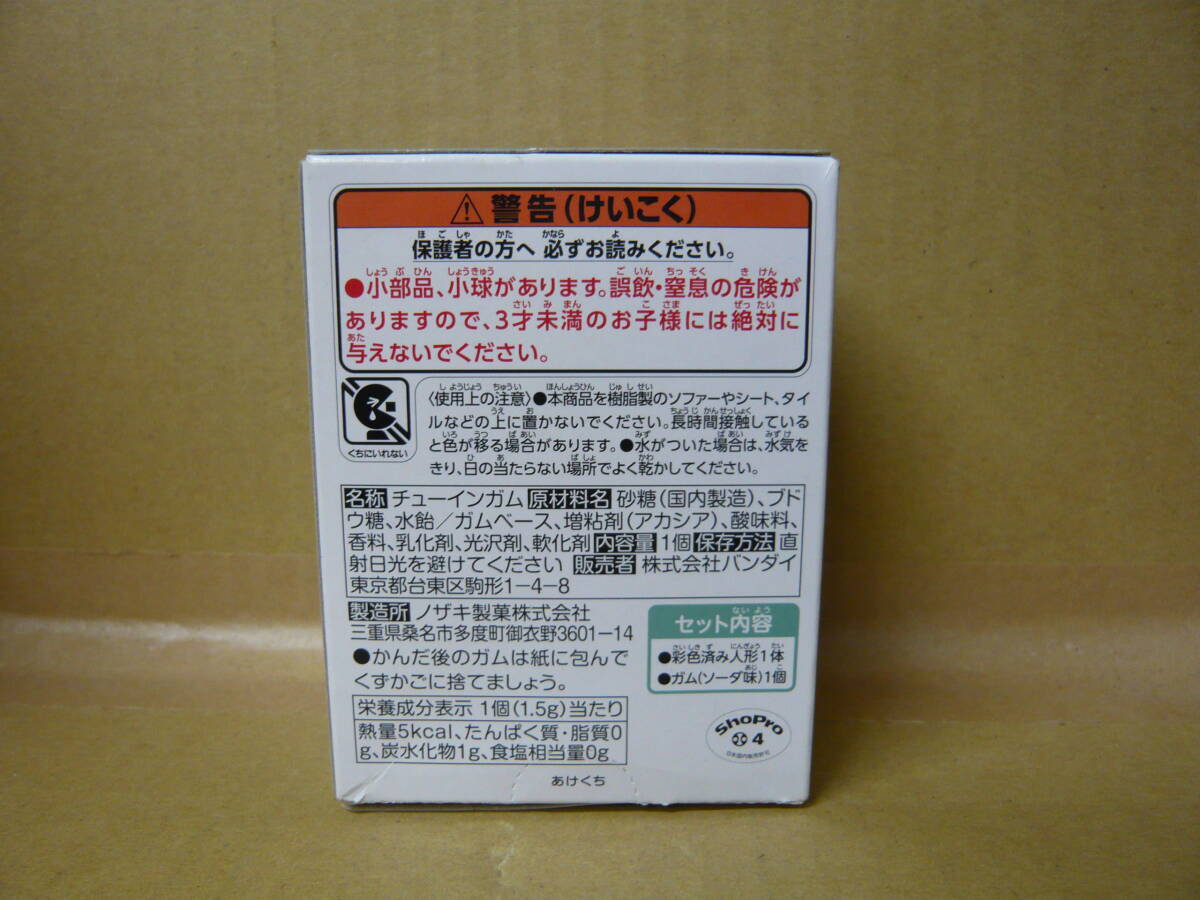 警告(けいこく)
保護者の方へ 必ずお読みください。
●小部品、小球があります。誤飲・窒息の危険が
ありますので、3才未満のお子様には絶対に
与えないでください。
くちにいれない
〈使用上の注意〉●本商品を樹脂製のソファーやシート、タイ
ルなどの上に置かないでください。長時間接触している
と色が移る場合があります。●水がついた場合は、水気を
きり、日の当たらない場所でよく乾かしてください。
名称 チューインガム 原材料名 砂糖(国内製造)、ブド
ウ糖、水飴/ガムベース、増粘剤(アカシア)、酸味料、
香料、乳化剤、光沢剤、軟化剤 内容量 1個 保存方法 直
射日光を避けてください 販売者 株式会社バンダイ
東京都台東区駒形1-4-8
製造所 ノザキ製菓株式会社
三重県桑名市多度町御衣野3601-14
●かんだ後のガムは紙に包んで
くずかごに捨てましょう。
セット内容
●彩色済み人形1体
●ガム(ソーダ味)1個
栄養成分表示 1個(1.5g)当たり
熱量5kcal、たんぱく質・脂質0
g、炭水化物1g、食塩相当量0g
ShoPro
4
日本国内販売許可
あけくち